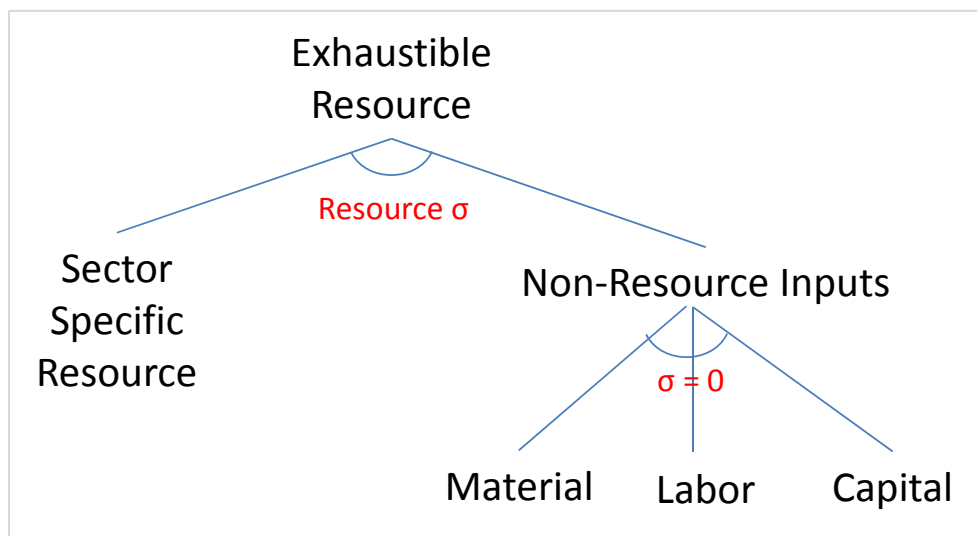 Exhaustible
Resource
Resource σ
Sector
Specific
Resource
Non-Resource Inputs
σ = 0
Material
Labor
Capital